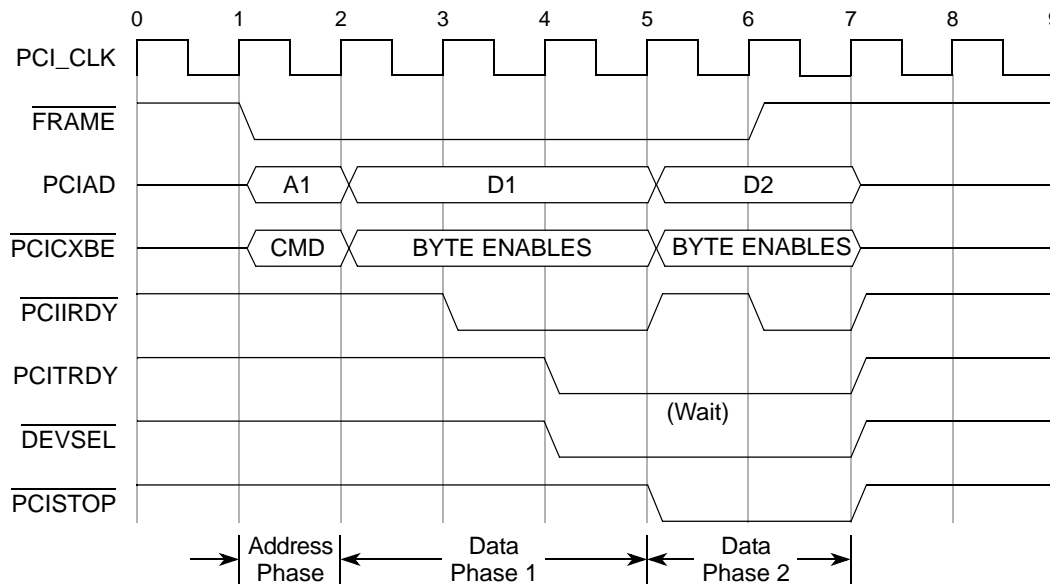 0 1 2 3 4 5 6 7 8 9
PCI_CLK
FRAME
PCIAD A1 D1 D2
PCICXBE CMD BYTE ENABLES BYTE ENABLES
PCIIRDY
PCITRDY
(Wait)
DEVSEL
PCISTOP
Address Data Data
Phase Phase 1 Phase 2